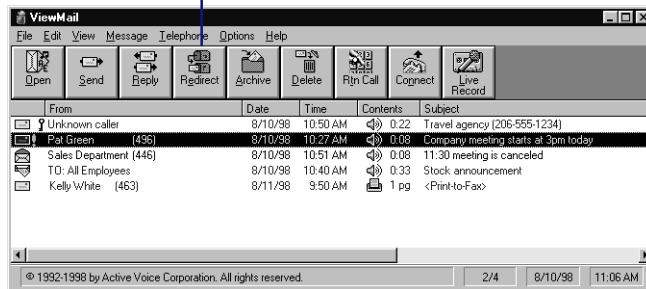 ViewMail
File Edit View Message Telephone Options Help
Open Send Reply Redirect Archive Delete Rtn Call Connect Live Record
From Date Time Contents Subject
Unknown caller 8/10/98 10:50 AM 0:22 Travel agency (206-555-1234)
Pat Green (496) 8/10/98 10:27 AM 0:08 Company meeting starts at 3pm today
Sales Department (446) 8/10/98 10:51 AM 0:08 11:30 meeting is canceled
TO: All Employees 8/10/98 10:40 AM 0:33 Stock announcement
Kelly White (463) 8/11/98 9:50 AM 1 pg <Print-to-Fax>
© 1992-1998 by Active Voice Corporation. All rights reserved. 2/4 8/10/98 11:06 AM